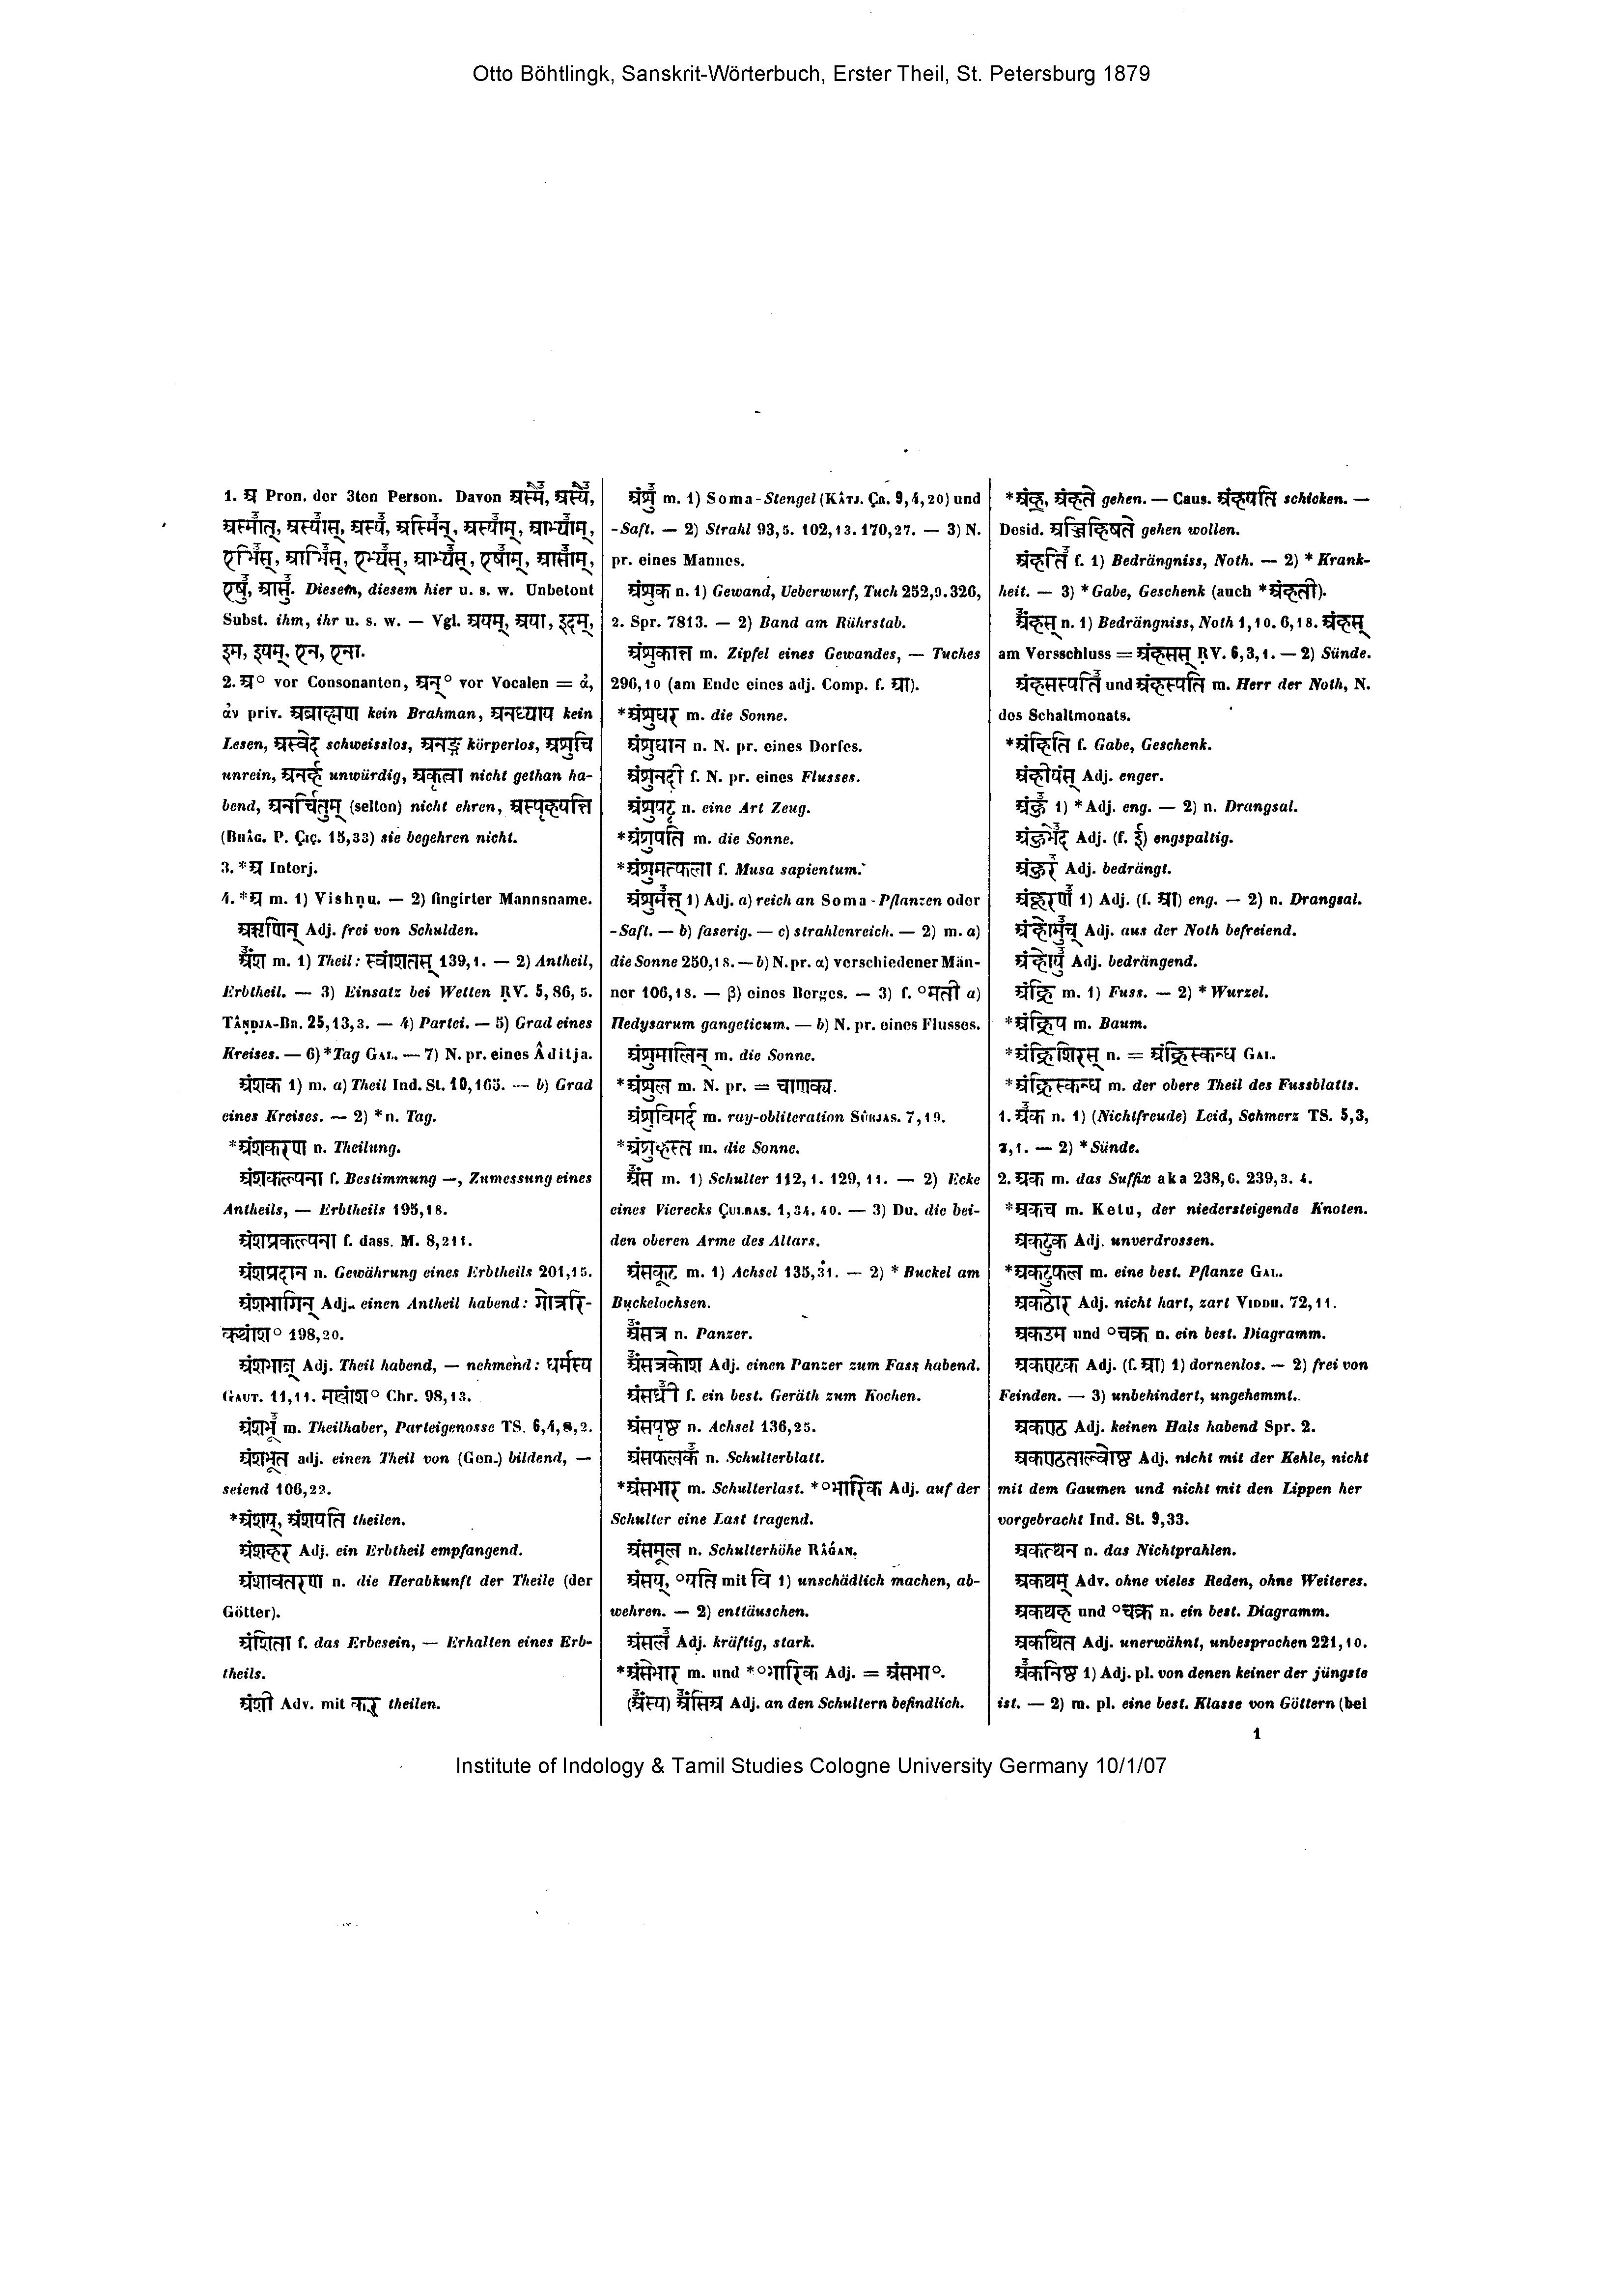 Otto Böhtlingk, Sanskrit-Wörterbuch, Erster Theil, St. Petersburg 1879
1. अ Pron. der 3ten Person. Davon अस्मै, अस्यै,
अस्मात्, अस्यास्, अस्य, अस्मिन्, अस्याम्, आभ्याम्,
एभिस्, आभिस्, एभ्यस्, आभ्यस्, एषाम्, आसाम्,
एषु, आसु. Diesem, diesem hier u. s. w. Unbetont
Subst. ihm, ihr u. s. w. — Vgl. अयम्, अया, इदम्,
इम, इयम्. एन, एना.
2. अ° vor Consonanten, अन्° vor Vocalen = ἀ,
ἀν priv. अब्राह्मण kein Brahman, अनध्याय kein
Lesen, अस्वेद schweisslos, अनङ्ग körperlos, अशुचि
unrein, अनर्ह unwürdig, अकृत्वा nicht gethan ha-
bend, अनर्चितुम् (selten) nicht ehren, अस्पृहयन्ति
(Bhâg. P. Çiç. 15,33) sie begehren nicht.
3. *अ Interj.
4. *अ m. 1) Vishṇu. — 2) fingirter Mannsname.
अऋणिन् Adj. frei von Schulden.
अंश m. 1) Theil: स्वांशतस् 139,1. — 2) Antheil,
Erbtheil. — 3) Einsatz bei Wetten ṚV. 5,86,5.
Tâṇḍja-Br. 25,13,3. — 4) Partei. — 5) Grad eines
Kreises. — 6) *Tag Gal. — 7) N. pr. eines Âditja.
अंशक 1) m. a) Theil Ind. St. 10,165. — b) Grad
eines Kreises. — 2) *n. Tag.
*अंशकरण n. Theilung.
अंशकल्पना f. Bestimmung —, Zumessung eines
Antheils, — Erbtheils 195,18.
अंशप्रकल्पना f. dass. M. 8,211.
अंशप्रदान n. Gewährung eines Erbtheils 201,15.
अंशभागिन् Adj. einen Antheil habend: गोत्ररि-
क्थांश° 198,20.
अंशभाज् Adj. Theil habend, — nehmend: धर्मस्य
Gaut. 11,11. मखांश° Chr. 98,13.
अंशभू m. Theilhaber, Parteigenosse TS. 6,4,8,2.
अंशभूत adj. einen Theil von (Gen.) bildend, —
seiend 106,22.
*अंशय्, अंशयति theilen.
अंशहर Adj. ein Erbtheil empfangend.
अंशावतरण n. die Herabkunft der Theile (der
Götter).
अंशिता f. das Erbesein, — Erhalten eines Erb-
theils.
अंशी Adv. mit कर् theilen.
अंशु m. 1) Soma-Stengel (Kâtj. Çr. 9,4,20) und
-Saft. — 2) Strahl 93,5. 102,13. 170,27. — 3) N.
pr. eines Mannes.
अंशुक n. 1) Gewand, Ueberwurf, Tuch 252,9. 326,
2. Spr. 7813. — 2) Band am Rührstab.
अंशुकान्त m. Zipfel eines Gewandes, — Tuches
296,10 (am Ende eines adj. Comp. f. आ).
*अंशुधर m. die Sonne.
अंशुधान n. N. pr. eines Dorfes.
अंशुनदी f. N. pr. eines Flusses.
अंशुपट्ट n. eine Art Zeug.
*अंशुपति m. die Sonne.
*अंशुमत्फला f. Musa sapientum.
अंशुमन्त् 1) Adj. a) reich an Soma-Pflanzen oder
-Saft. — b) faserig. — c) strahlenreich. — 2) m. a)
die Sonne 250,18. — b) N. pr. α) verschiedener Män-
ner 106,18. — β) eines Berges. — 3) f. °मती a)
Hedysarum gangeticum. — b) N. pr. eines Flusses.
अंशुमालिन् m. die Sonne.
*अंशुल m. N. pr. = चाणक्य.
अंशुविमर्द m. ray-obliteration Sûrjas. 7,19.
*अंशुहस्त m. die Sonne.
अंस m. 1) Schulter 112,1. 129,11. — 2) Ecke
eines Vierecks Çulbas. 1,34. 40. — 3) Du. die bei-
den oberen Arme des Altars.
अंसकूट m. 1) Achsel 135,31. — 2) * Buckel am
Buckelochsen.
अंसत्र n. Panzer.
अंसत्रकोश Adj. einen Panzer zum Fass habend.
अंसध्री f. ein best. Geräth zum Kochen.
अंसपृष्ठ n. Achsel 136,25.
अंसफलक n. Schulterblatt.
*अंसभार m. Schulterlast. *°भारिक Adj. auf der
Schulter eine Last tragend.
अंसमूल n. Schulterhöhe Râǵan.
अंसय्, °यति mit वि 1) unschädlich machen, ab-
wehren. — 2) enttäuschen.
अंसल Adj. kräftig, stark.
*अंसेभार m. und *°भारिक Adj. = अंसभा°.
(अंस्य) अंसिअ Adj. an den Schultern befindlich.
*अंह्, अंहते gehen. — Caus. अंहयति schicken. —
Desid. अञ्जिहिषते gehen wollen.
अंहति f. 1) Bedrängniss, Noth. — 2) * Krank-
heit. — 3) * Gabe, Geschenk (auch *अंहती).
अंहस् n. 1) Bedrängniss, Noth 1,10. 6,18. अंहस्
am Versschluss = अंहसस् ṚV. 6,3,1. — 2) Sünde.
अंहसस्पति und अंहस्पति m. Herr der Noth, N.
des Schaltmonats.
*अंहिति f. Gabe, Geschenk.
अंहीयंस् Adj. enger.
अंहु 1) * Adj. eng. — 2) n. Drangsal.
अंहुभेद Adj. (f. ई) engspaltig.
अंहुर Adj. bedrängt.
अंहूरण 1) Adj. (f. आ) eng. — 2) n. Drangsal.
अंहोमुच् Adj. aus der Noth befreiend.
अंहोयु Adj. bedrängend.
अंह्रि m. 1) Fuss. — 2) * Wurzel.
*अंह्रिप m. Baum.
*अंह्रिशिरस् n. = अंह्रिस्कन्ध Gal.
*अंह्रिस्कन्ध m. der obere Theil des Fussblatts.
1. अक n. 1) (Nichtfreude) Leid, Schmerz TS. 5,3,
3,1. — 2) * Sünde.
2. अक m. das Suffix aka 238,6. 239,3. 4.
*अकच m. Ketu, der niedersteigende Knoten.
अकटुक Adj. unverdrossen.
*अकटुफल m. eine best. Pflanze Gal.
अकठोर Adj. nicht hart, zart Viddh. 72,11.
अकडम und °चक्र n. ein best. Diagramm.
अकण्टक Adj. (f. आ) 1) dornenlos. — 2) frei von
Feinden. — 3) unbehindert, ungehemmt.
अकण्ठ Adj. keinen Hals habend Spr. 2.
अकण्ठताल्वोष्ठ Adj. nicht mit der Kehle, nicht
mit dem Gaumen und nicht mit den Lippen her
vorgebracht Ind. St. 9,33.
अकत्थन n. das Nichtprahlen.
अकथम् Adv. ohne vieles Reden, ohne Weiteres.
अकथह und °चक्र n. ein best. Diagramm.
अकथित Adj. unerwähnt, unbesprochen 221,10.
अकनिष्ठ 1) Adj. pl. von denen keiner der jüngste
ist. — 2) m. pl. eine best. Klasse von Göttern (bei
1
Institute of Indology & Tamil Studies Cologne University Germany 10/1/07